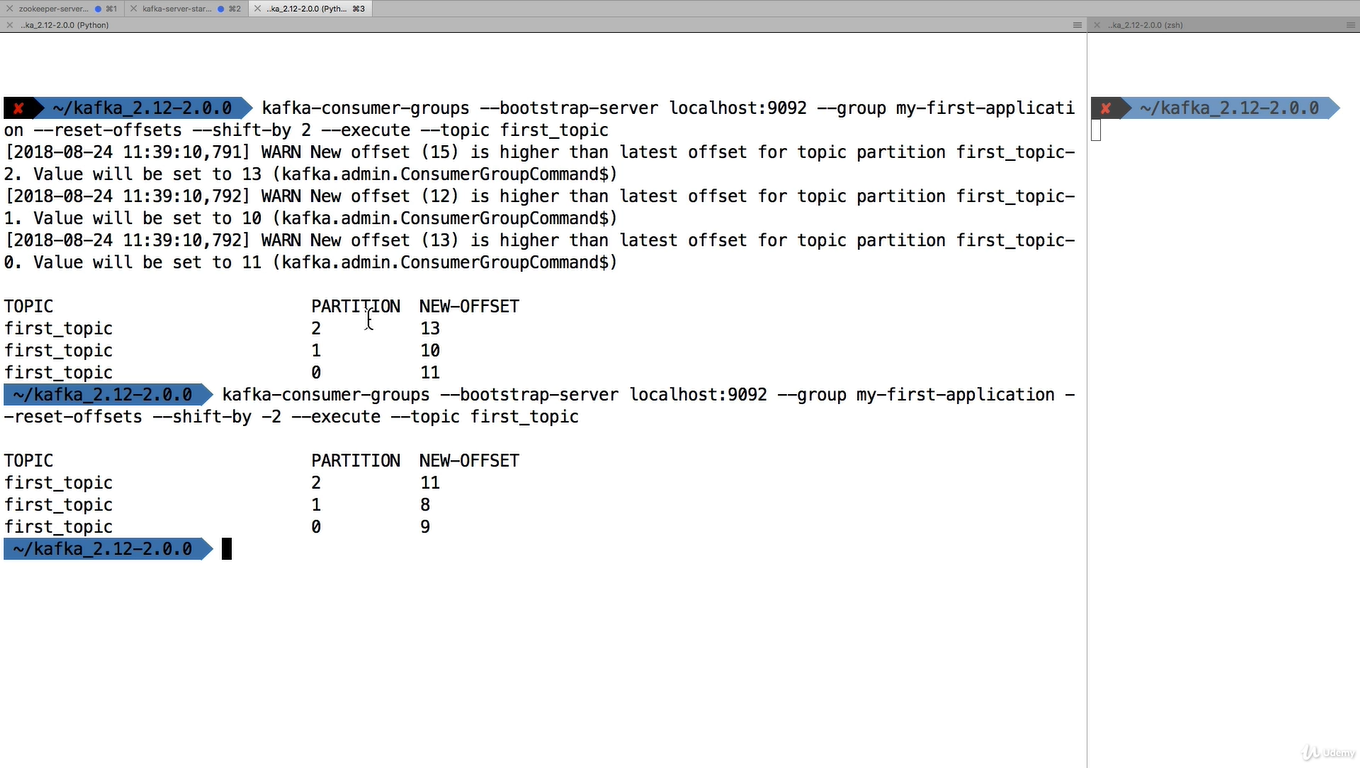 zookeeper-server... ⌘1 kafka-server-star... ⌘2 ..ka_2.12-2.0.0 (Pyth... ⌘3
..ka_2.12-2.0.0 (Python)
✘ ~/kafka_2.12-2.0.0 kafka-consumer-groups --bootstrap-server localhost:9092 --group my-first-applicati
on --reset-offsets --shift-by 2 --execute --topic first_topic
[2018-08-24 11:39:10,791] WARN New offset (15) is higher than latest offset for topic partition first_topic-
2. Value will be set to 13 (kafka.admin.ConsumerGroupCommand$)
[2018-08-24 11:39:10,792] WARN New offset (12) is higher than latest offset for topic partition first_topic-
1. Value will be set to 10 (kafka.admin.ConsumerGroupCommand$)
[2018-08-24 11:39:10,792] WARN New offset (13) is higher than latest offset for topic partition first_topic-
0. Value will be set to 11 (kafka.admin.ConsumerGroupCommand$)
TOPIC PARTITION NEW-OFFSET
first_topic 2 13
first_topic 1 10
first_topic 0 11
~/kafka_2.12-2.0.0 kafka-consumer-groups --bootstrap-server localhost:9092 --group my-first-application -
-reset-offsets --shift-by -2 --execute --topic first_topic
TOPIC PARTITION NEW-OFFSET
first_topic 2 11
first_topic 1 8
first_topic 0 9
~/kafka_2.12-2.0.0
..ka_2.12-2.0.0 (zsh)
✘ ~/kafka_2.12-2.0.0
Udemy